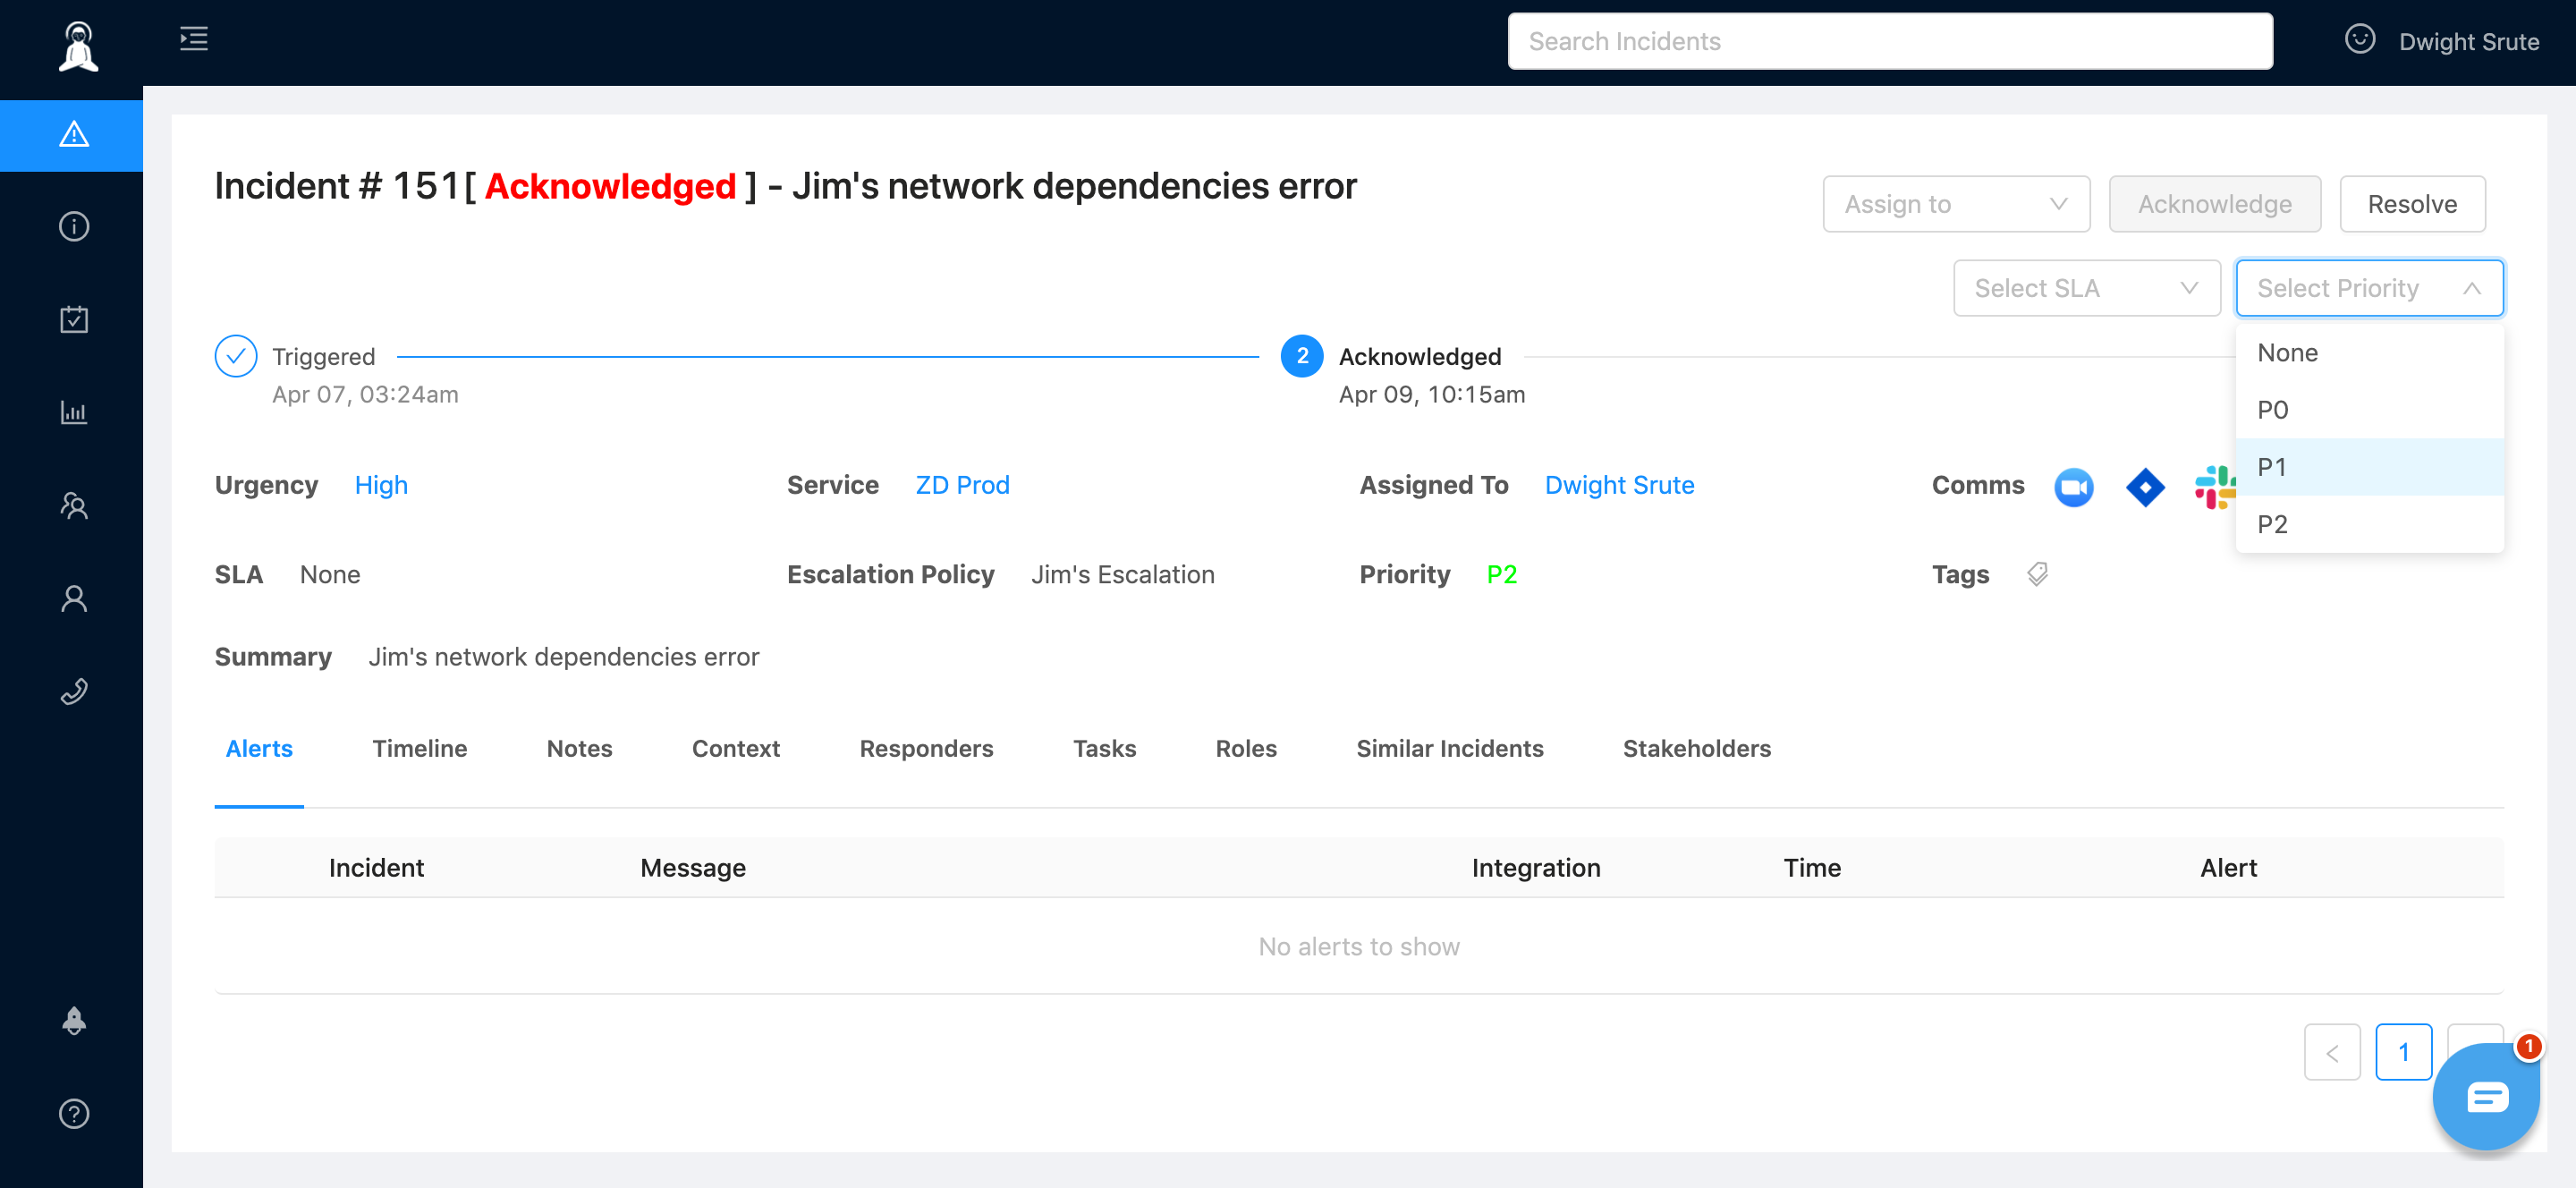 Search Incidents
Dwight Srute
Incident # 151[ Acknowledged ] - Jim's network dependencies error
Assign to
Acknowledge
Resolve
Select SLA
Select Priority
None
P0
P1
P2
Triggered
Apr 07, 03:24am
2
Acknowledged
Apr 09, 10:15am
Urgency High
Service ZD Prod
Assigned To Dwight Srute
Comms
SLA None
Escalation Policy Jim's Escalation
Priority P2
Tags
Summary Jim's network dependencies error
Alerts Timeline Notes Context Responders Tasks Roles Similar Incidents Stakeholders
Incident Message Integration Time Alert
No alerts to show
< 1
1